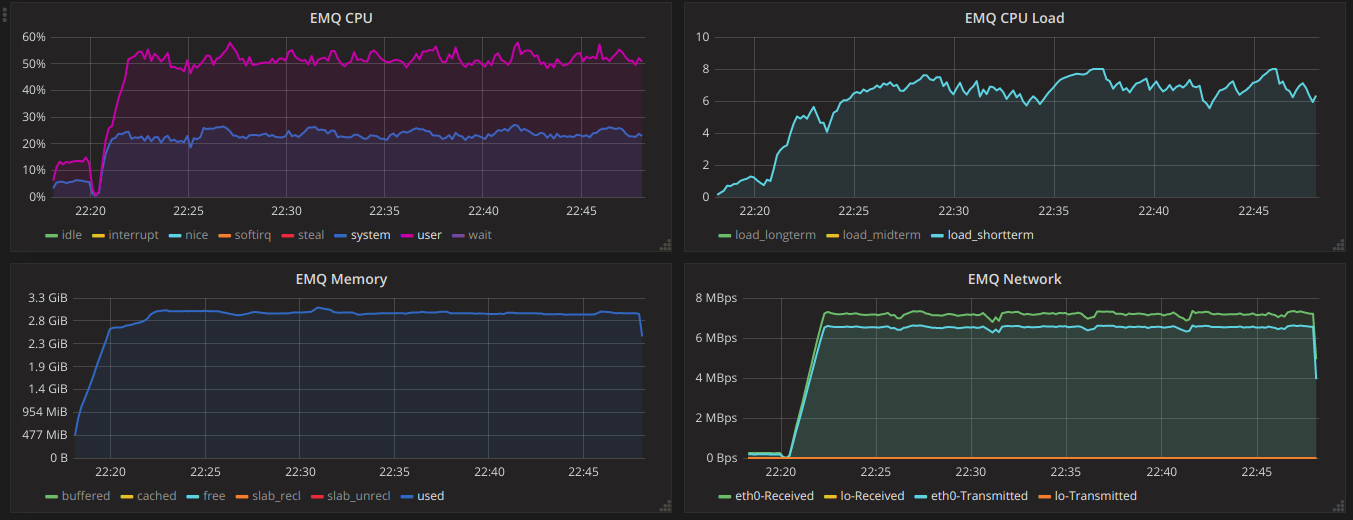 EMQ CPU
60%
50%
40%
30%
20%
10%
0%
22:20 22:25 22:30 22:35 22:40 22:45
idle interrupt nice softirq steal system user wait
EMQ CPU Load
10
8
6
4
2
0
22:20 22:25 22:30 22:35 22:40 22:45
load_longterm load_midterm load_shortterm
EMQ Memory
3.3 GiB
2.8 GiB
2.3 GiB
1.9 GiB
1.4 GiB
954 MiB
477 MiB
0 B
22:20 22:25 22:30 22:35 22:40 22:45
buffered cached free slab_recl slab_unrecl used
EMQ Network
8 MBps
6 MBps
4 MBps
2 MBps
0 Bps
22:20 22:25 22:30 22:35 22:40 22:45
eth0-Received lo-Received eth0-Transmitted lo-Transmitted